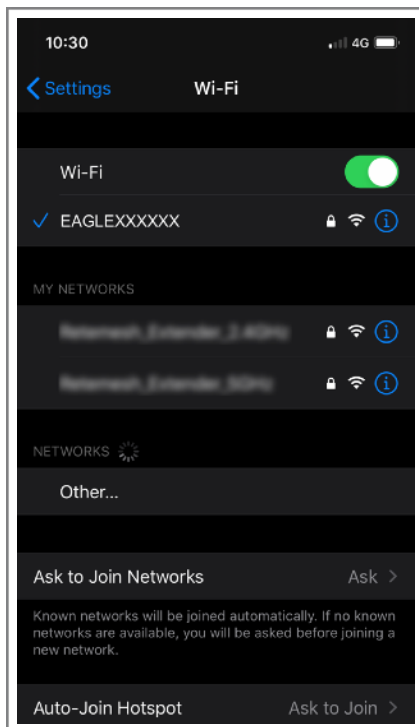 10:30
4G
Settings
Wi-Fi
Wi-Fi
EAGLEXXXXXX
MY NETWORKS
NETWORKS
Other...
Ask to Join Networks
Ask
Known networks will be joined automatically. If no known
networks are available, you will be asked before joining a
new network.
Auto-Join Hotspot
Ask to Join